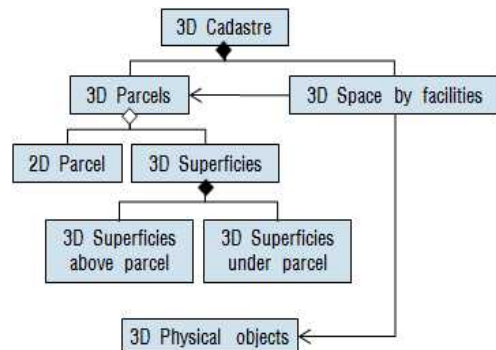 3D Cadastre
3D Parcels
3D Space by facilities
2D Parcel
3D Superficies
3D Superficies
above parcel
3D Superficies
under parcel
3D Physical objects